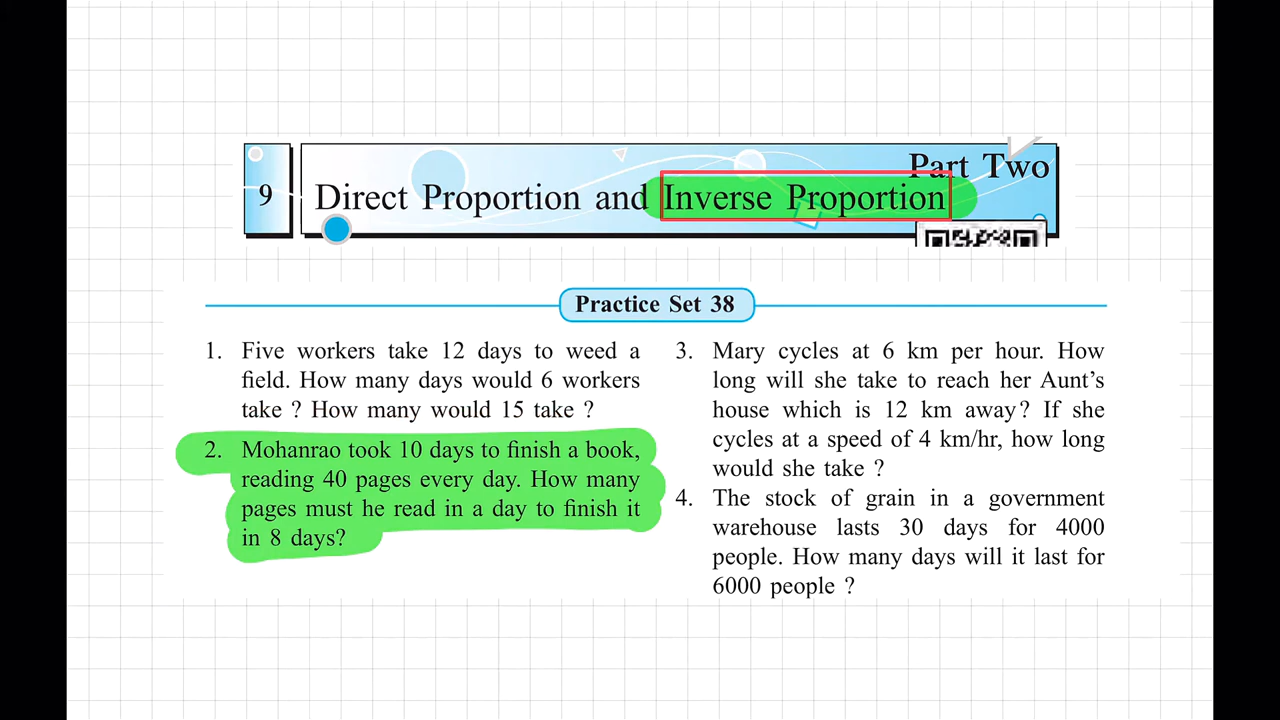 Part Two
9
Direct Proportion and Inverse Proportion
Practice Set 38
1. Five workers take 12 days to weed a
field. How many days would 6 workers
take ? How many would 15 take ?
2. Mohanrao took 10 days to finish a book,
reading 40 pages every day. How many
pages must he read in a day to finish it
in 8 days?
3. Mary cycles at 6 km per hour. How
long will she take to reach her Aunt’s
house which is 12 km away? If she
cycles at a speed of 4 km/hr, how long
would she take ?
4. The stock of grain in a government
warehouse lasts 30 days for 4000
people. How many days will it last for
6000 people ?